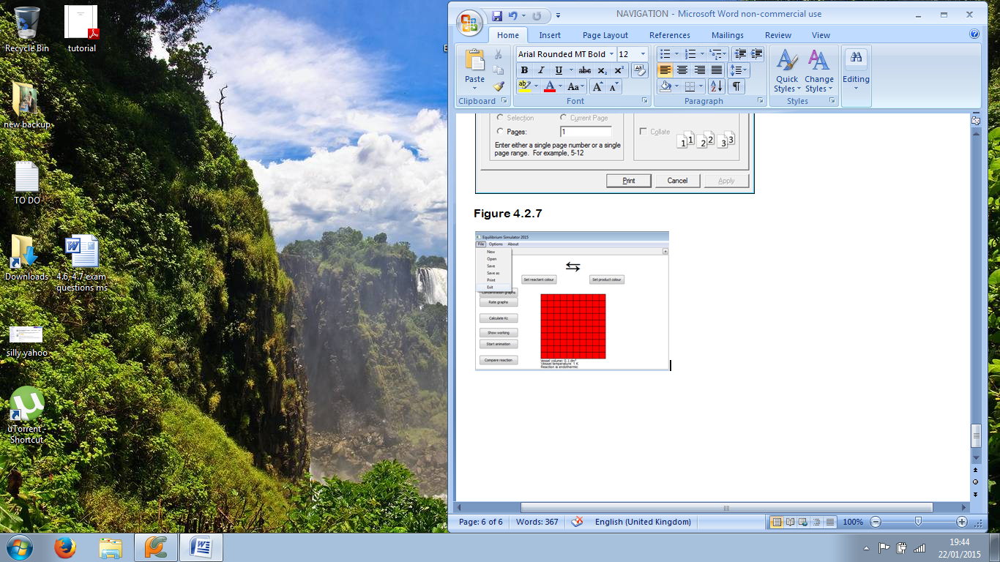 Recycle Bin
tutorial
new backup
TO DO
Downloads
4.6, 4.7 exam
questions ms
silly yahoo
uTorrent -
Shortcut
NAVIGATION - Microsoft Word non-commercial use
Home Insert Page Layout References Mailings Review View
Arial Rounded MT Bold 12
Paste
Quick
Styles
Change
Styles
Editing
Clipboard Font Paragraph Styles
Selection Current Page
Pages: 1
Collate
Enter either a single page number or a single
page range. For example, 5-12
1 1 2 2 3 3
Print Cancel Apply
Figure 4.2.7
Equilibrium Simulator 2015
File Options About
New
Open
Save
Save as
Print
Exit
Set reactant colour Set product colour
Concentration graphs
Rate graphs
Calculate Kc
Show working
Start animation
Compare reaction
Vessel volume: 0.1 dm³
Vessel temperature: 1 K
Reaction is endothermic
Page: 6 of 6 Words: 367 English (United Kingdom) 100%
19:44
22/01/2015